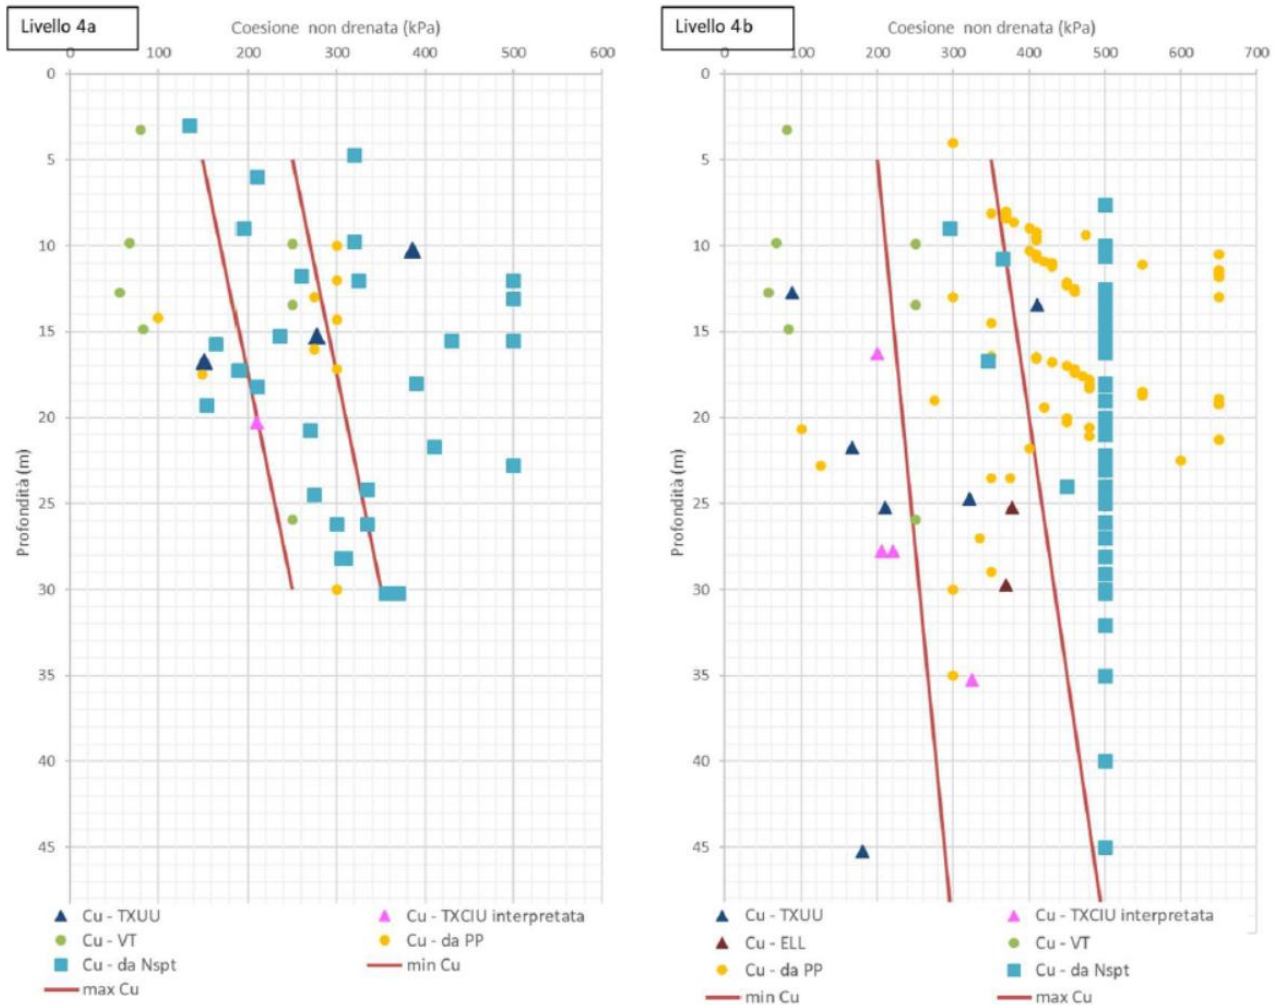 Livello 4a
Coesione non drenata (kPa)
0 100 200 300 400 500 600
0
5
10
15
20
25
30
35
40
45
Profondità (m)
Cu - TXUU
Cu - TXCIU interpretata
Cu - VT
Cu - da PP
Cu - da Nspt
min Cu
max Cu
Livello 4b
Coesione non drenata (kPa)
0 100 200 300 400 500 600 700
0
5
10
15
20
25
30
35
40
45
Profondità (m)
Cu - TXUU
Cu - TXCIU interpretata
Cu - ELL
Cu - VT
Cu - da PP
Cu - da Nspt
min Cu
max Cu